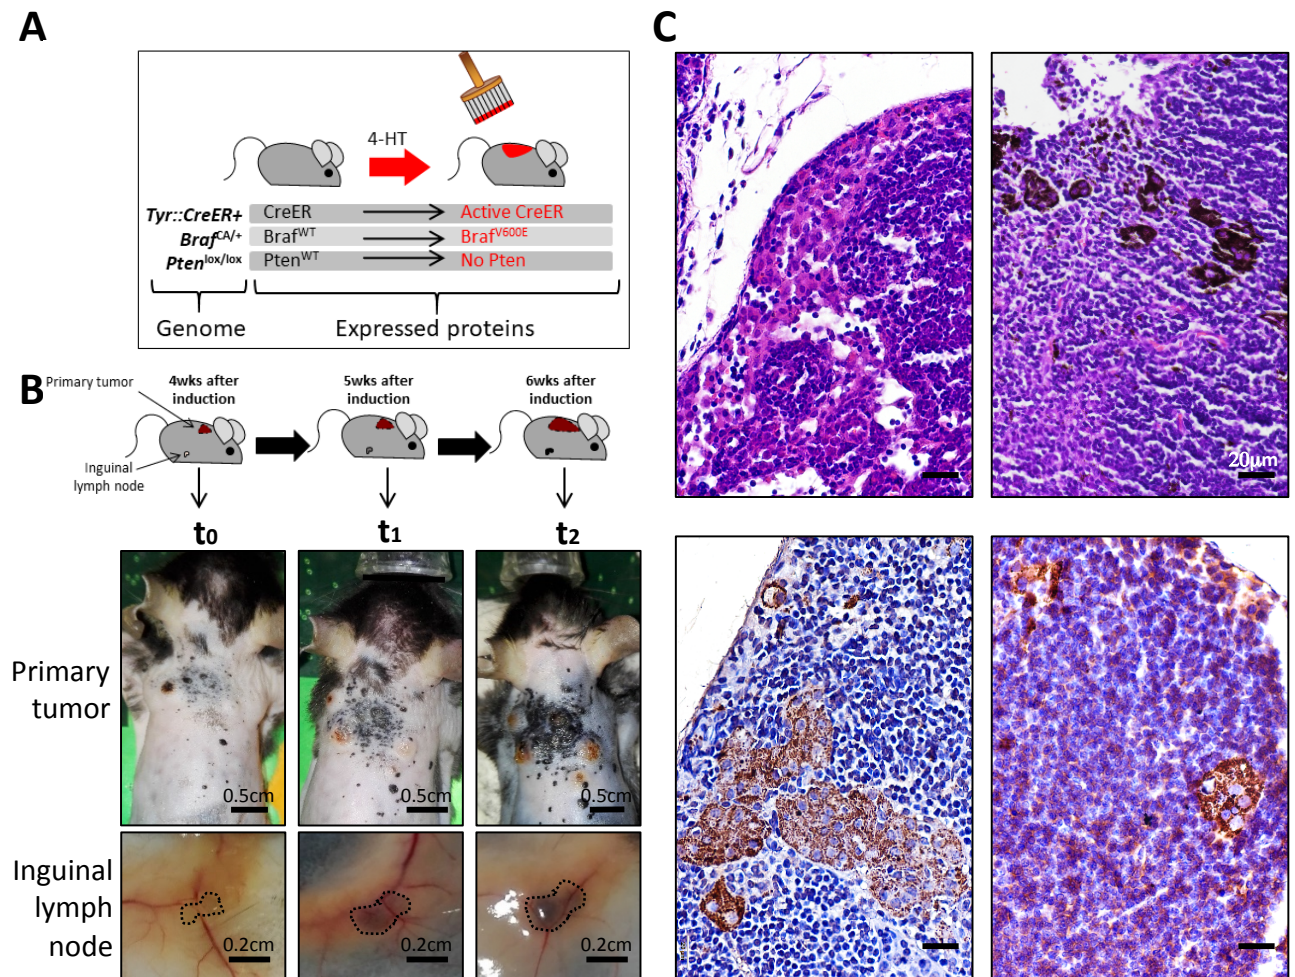 A
4-HT
Tyr::CreER+ CreER Active CreER
Braf^CA/+ Braf^WT Braf^V600E
Pten^lox/lox Pten^WT No Pten
Genome Expressed proteins
B
Primary tumor
4wks after
induction
5wks after
induction
6wks after
induction
Inguinal
lymph node
t0 t1 t2
Primary
tumor
0.5cm 0.5cm 0.5cm
Inguinal
lymph
node
0.2cm 0.2cm 0.2cm
C
20µm